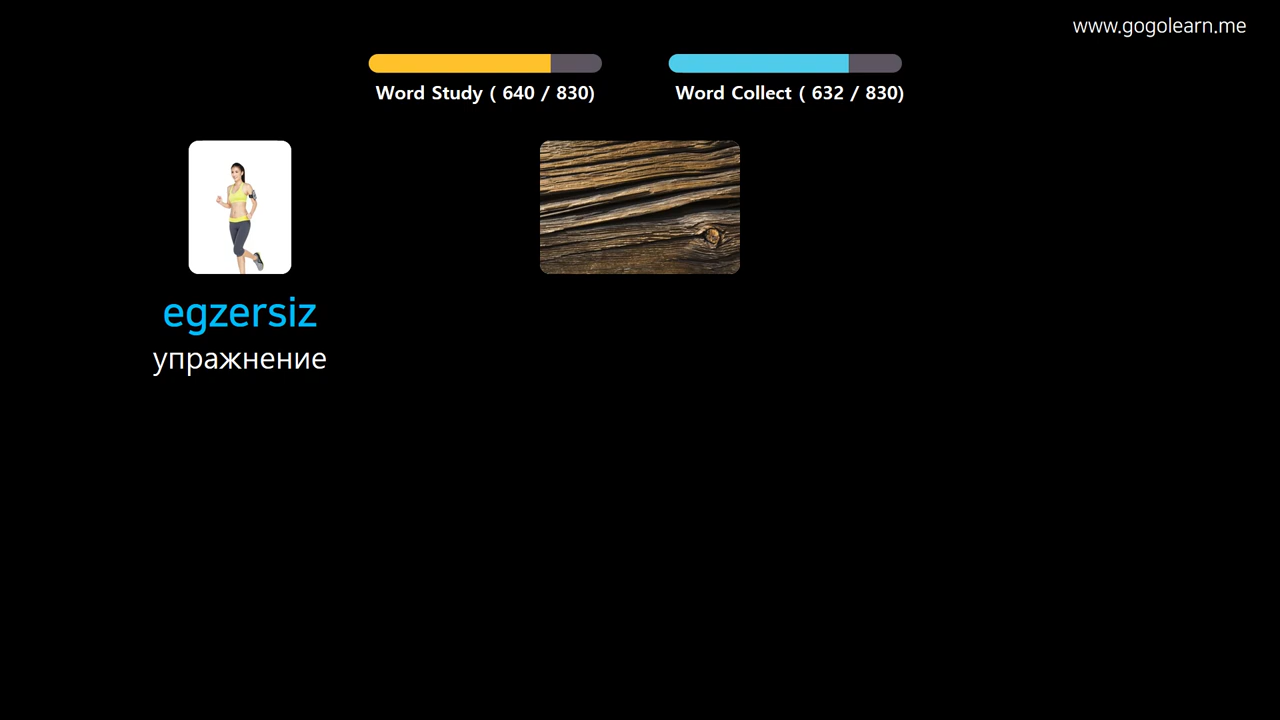 www.gogolearn.me
Word Study ( 640 / 830)
Word Collect ( 632 / 830)
egzersiz
упражнение